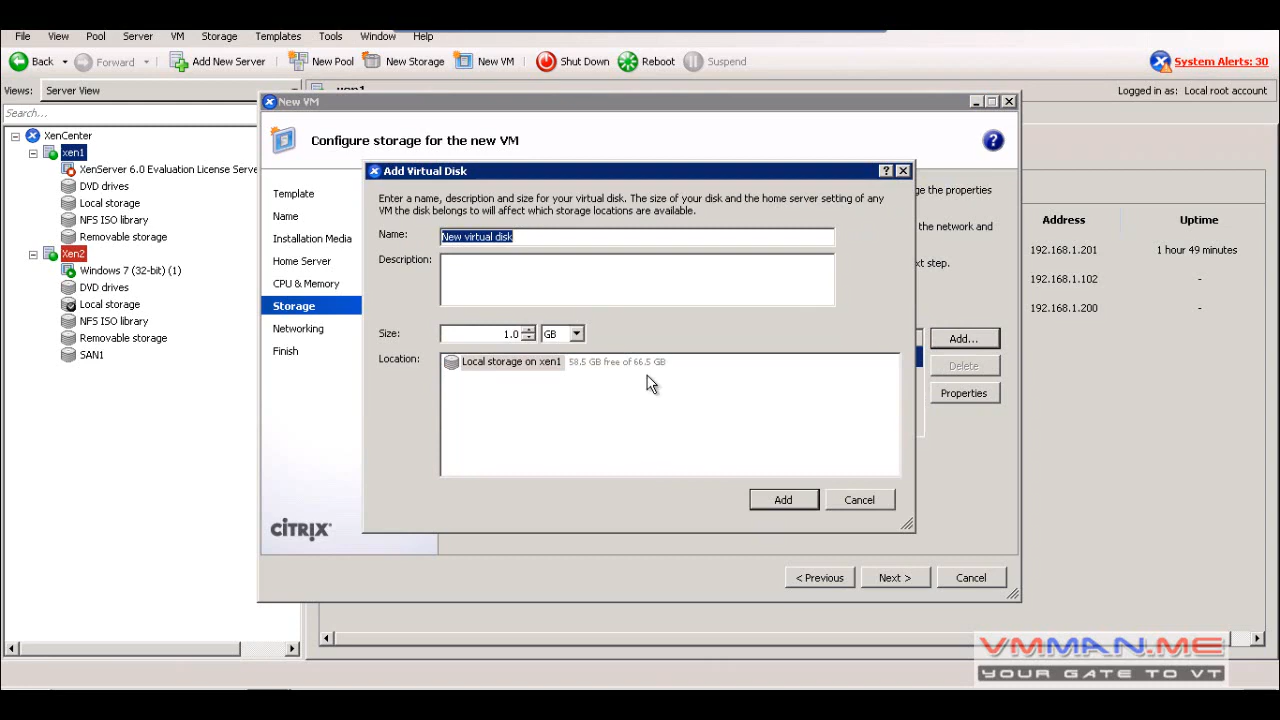 File View Pool Server VM Storage Templates Tools Window Help
Back Forward Add New Server New Pool New Storage New VM Shut Down Reboot Suspend System Alerts: 30
Views: Server View Logged in as: Local root account
Search...
New VM
Configure storage for the new VM
XenCenter
xen1
XenServer 6.0 Evaluation License Serve
DVD drives
Local storage
NFS ISO library
Removable storage
Xen2
Windows 7 (32-bit) (1)
DVD drives
Local storage
NFS ISO library
Removable storage
SAN1
Template
Name
Installation Media
Home Server
CPU & Memory
Storage
Networking
Finish
CITRIX
Add Virtual Disk
Enter a name, description and size for your virtual disk. The size of your disk and the home server setting of any
VM the disk belongs to will affect which storage locations are available.
Name: New virtual disk
Description:
Size: 1.0 GB
Location: Local storage on xen1 58.5 GB free of 66.5 GB
Add Cancel
ge the properties
the network and
xt step.
Add...
Delete
Properties
< Previous Next > Cancel
Address Uptime
192.168.1.201 1 hour 49 minutes
192.168.1.102 -
192.168.1.200 -
VMMAN.ME
YOUR GATE TO VT